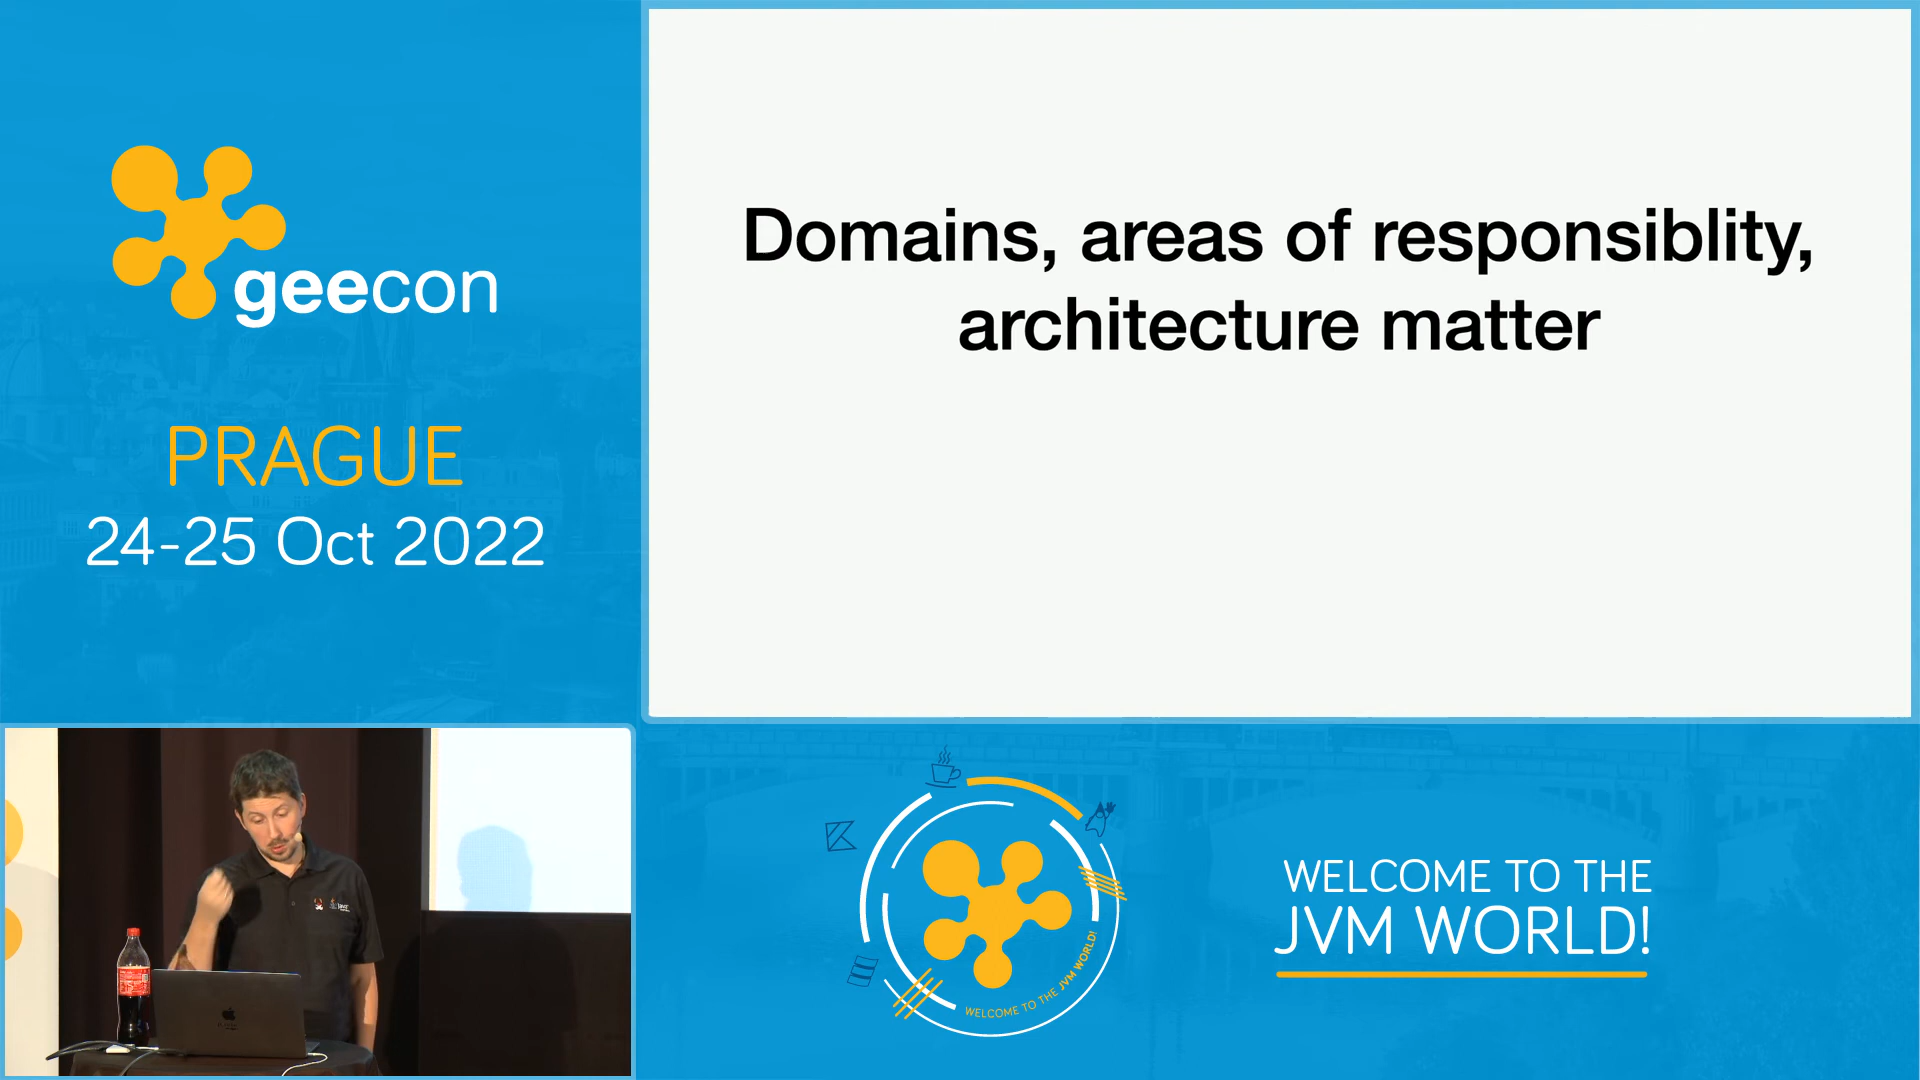 geecon
PRAGUE
24-25 Oct 2022
Domains, areas of responsiblity,
architecture matter
WELCOME TO THE JVM WORLD!
WELCOME TO THE
JVM WORLD!